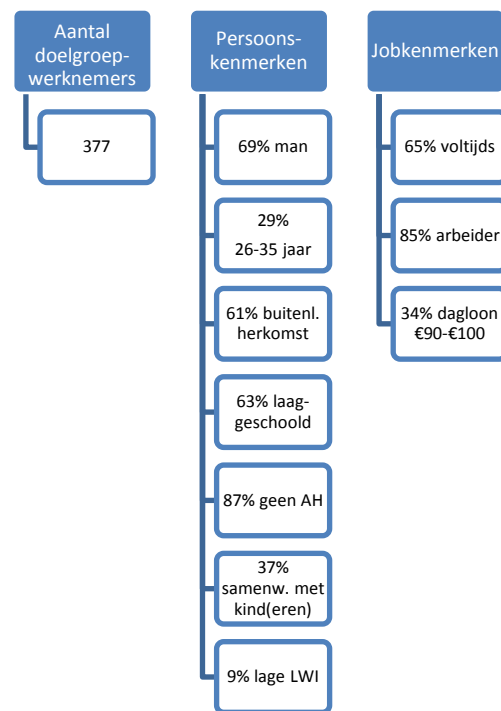 Aantal
doelgroep-
werknemers
377
Persoons-
kenmerken
69% man
29%
26-35 jaar
61% buitenl.
herkomst
63% laag-
geschoold
87% geen AH
37%
samenw. met
kind(eren)
9% lage LWI
Jobkenmerken
65% voltijds
85% arbeider
34% dagloon
€90-€100